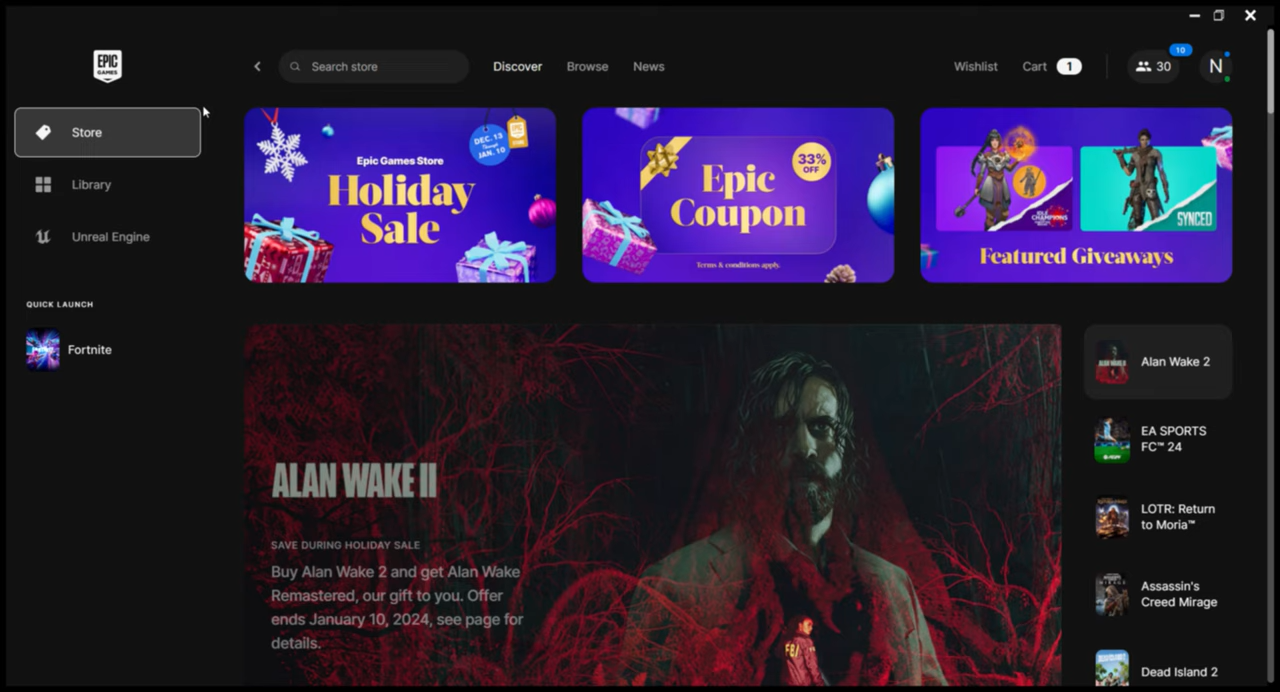 EPIC
GAMES
Search store
Discover
Browse
News
Wishlist
Cart
1
10
30
N
Store
Library
Unreal Engine
QUICK LAUNCH
Fortnite
DEC. 13
Through
JAN. 10
EPIC
Epic Games Store
Holiday
Sale
33%
OFF
Epic
Coupon
Terms & conditions apply.
IDLE
CHAMPIONS
SYNCED
Featured Giveaways
ALAN WAKE II
SAVE DURING HOLIDAY SALE
Buy Alan Wake 2 and get Alan Wake
Remastered, our gift to you. Offer
ends January 10, 2024, see page for
details.
FBI
Alan Wake 2
EA SPORTS
FC™ 24
LOTR: Return
to Moria™
Assassin's
Creed Mirage
Dead Island 2